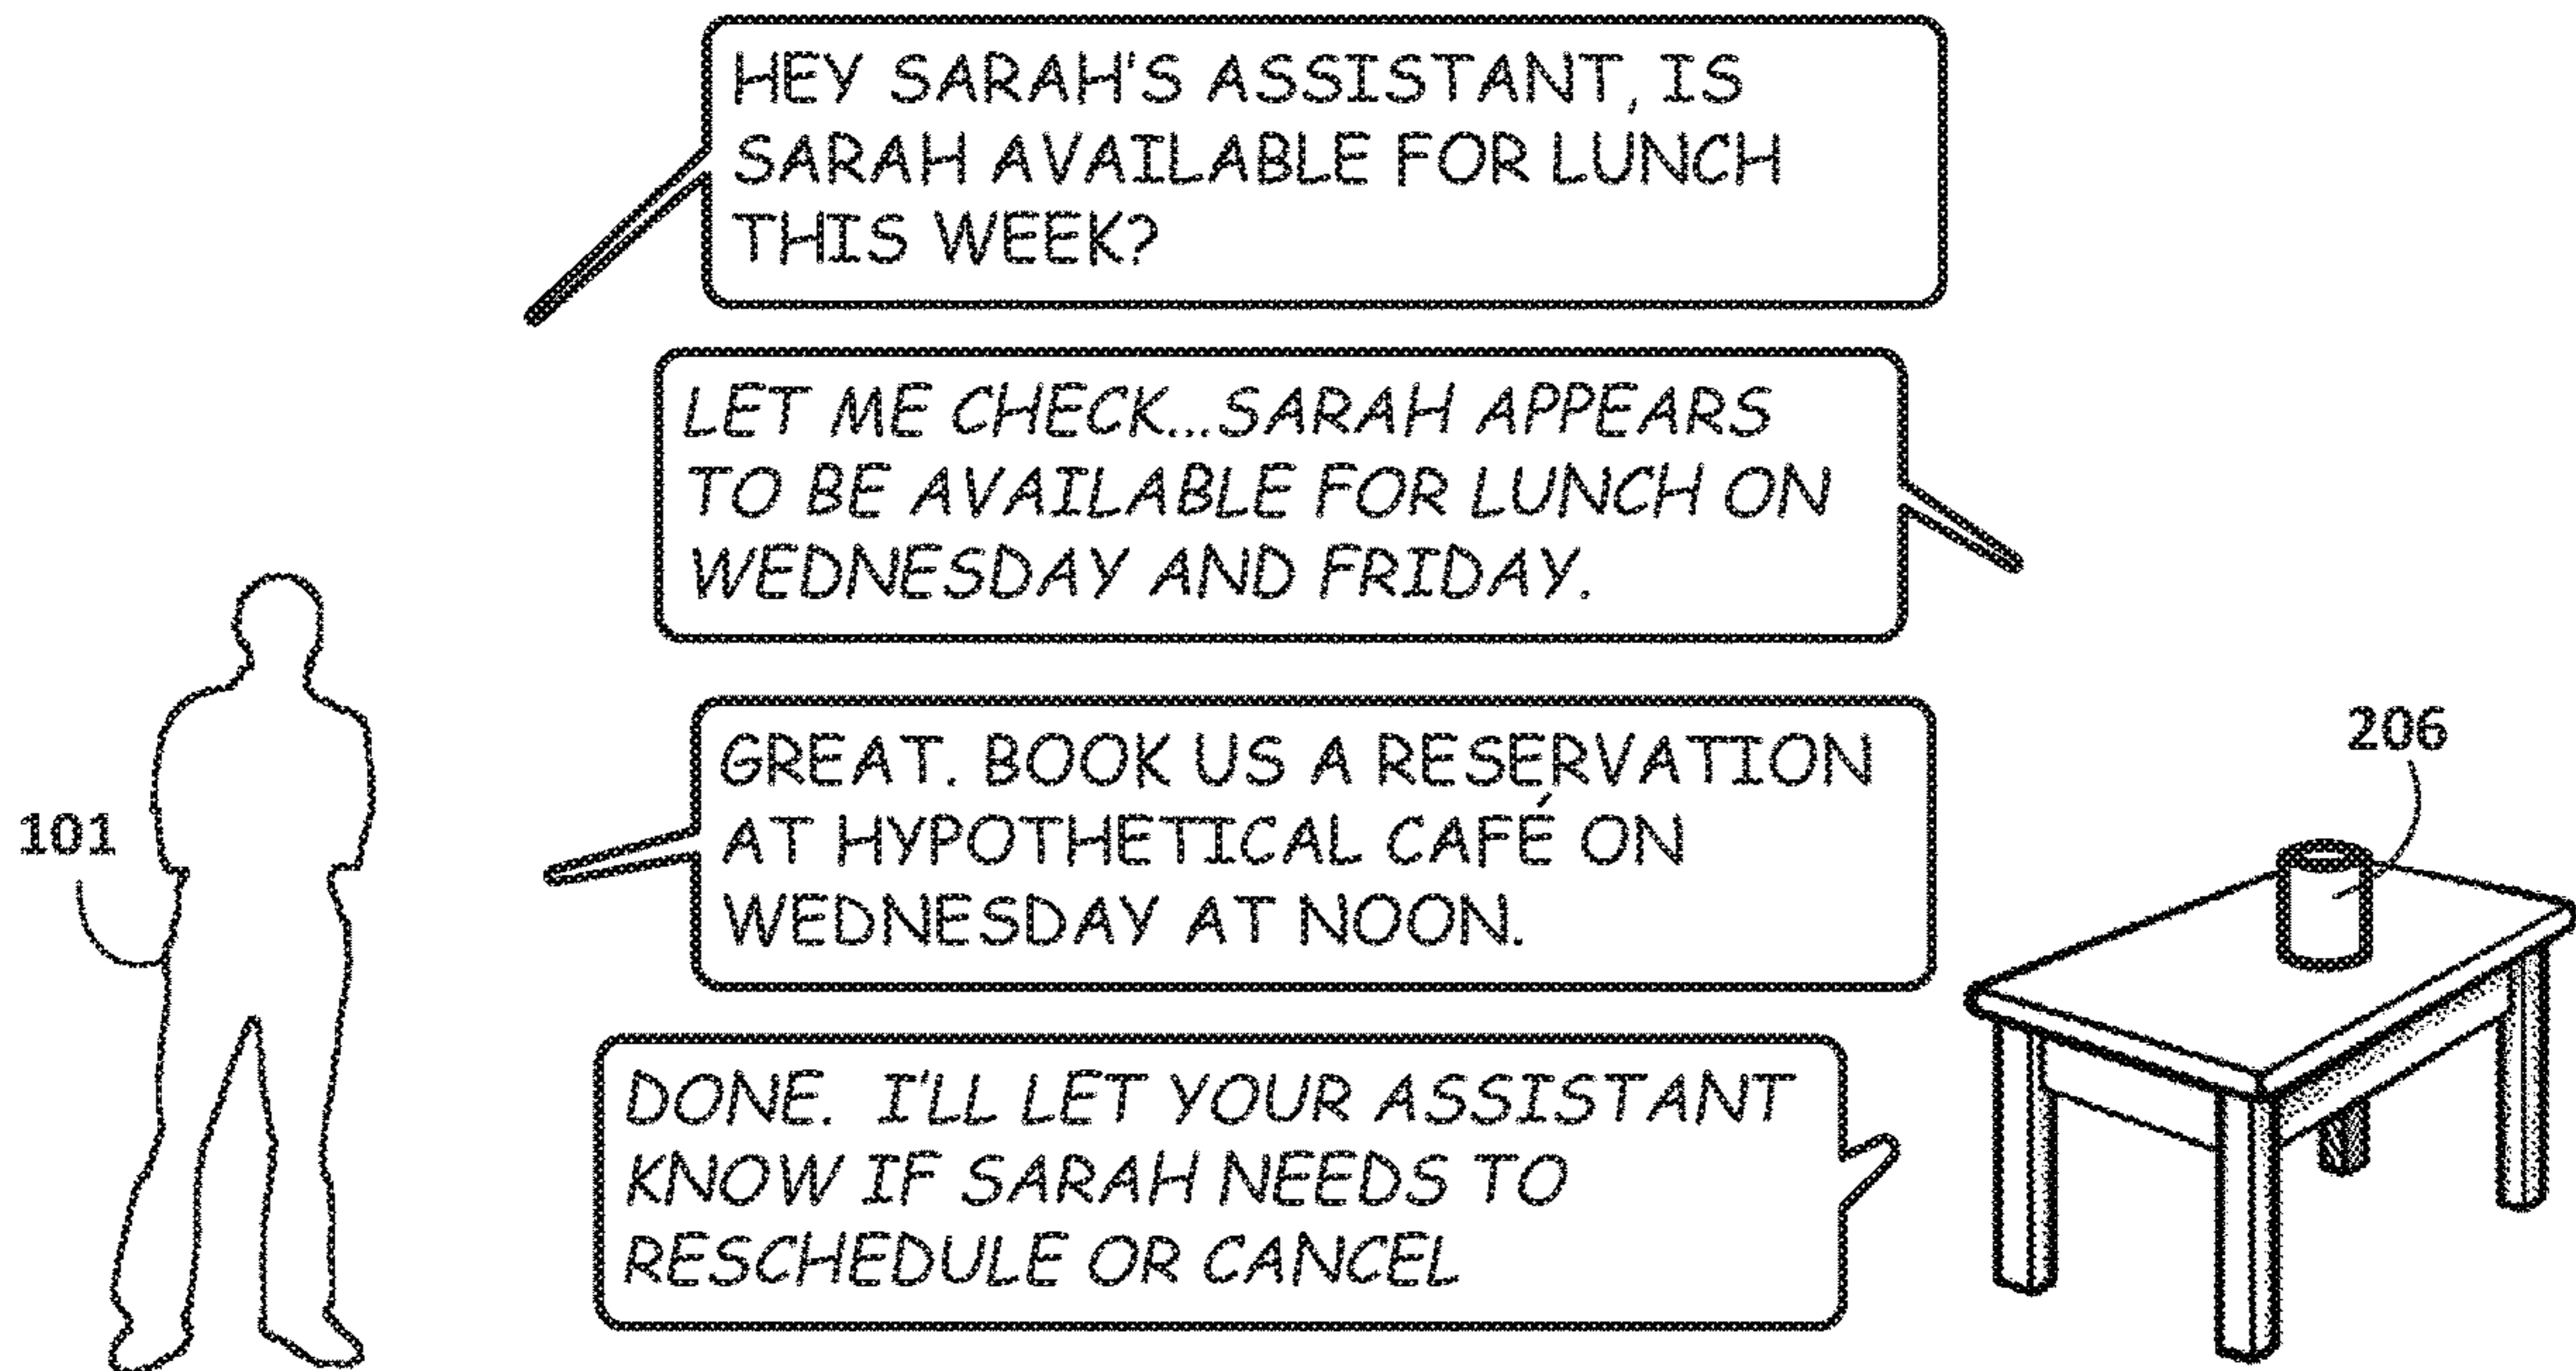 HEY SARAH'S ASSISTANT, IS
SARAH AVAILABLE FOR LUNCH
THIS WEEK?
LET ME CHECK...SARAH APPEARS
TO BE AVAILABLE FOR LUNCH ON
WEDNESDAY AND FRIDAY.
GREAT. BOOK US A RESERVATION
AT HYPOTHETICAL CAFÉ ON
WEDNESDAY AT NOON.
DONE. I'LL LET YOUR ASSISTANT
KNOW IF SARAH NEEDS TO
RESCHEDULE OR CANCEL
101
206